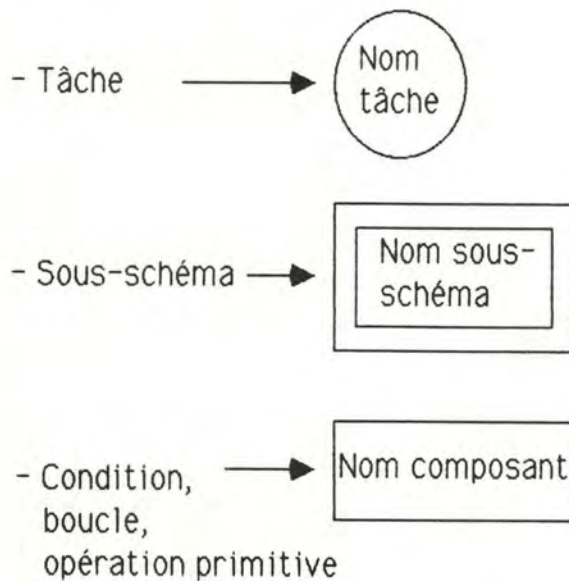 - Tâche
Nom
tâche
- Sous-schéma
Nom sous-
schéma
- Condition,
boucle,
opération primitive
Nom composant